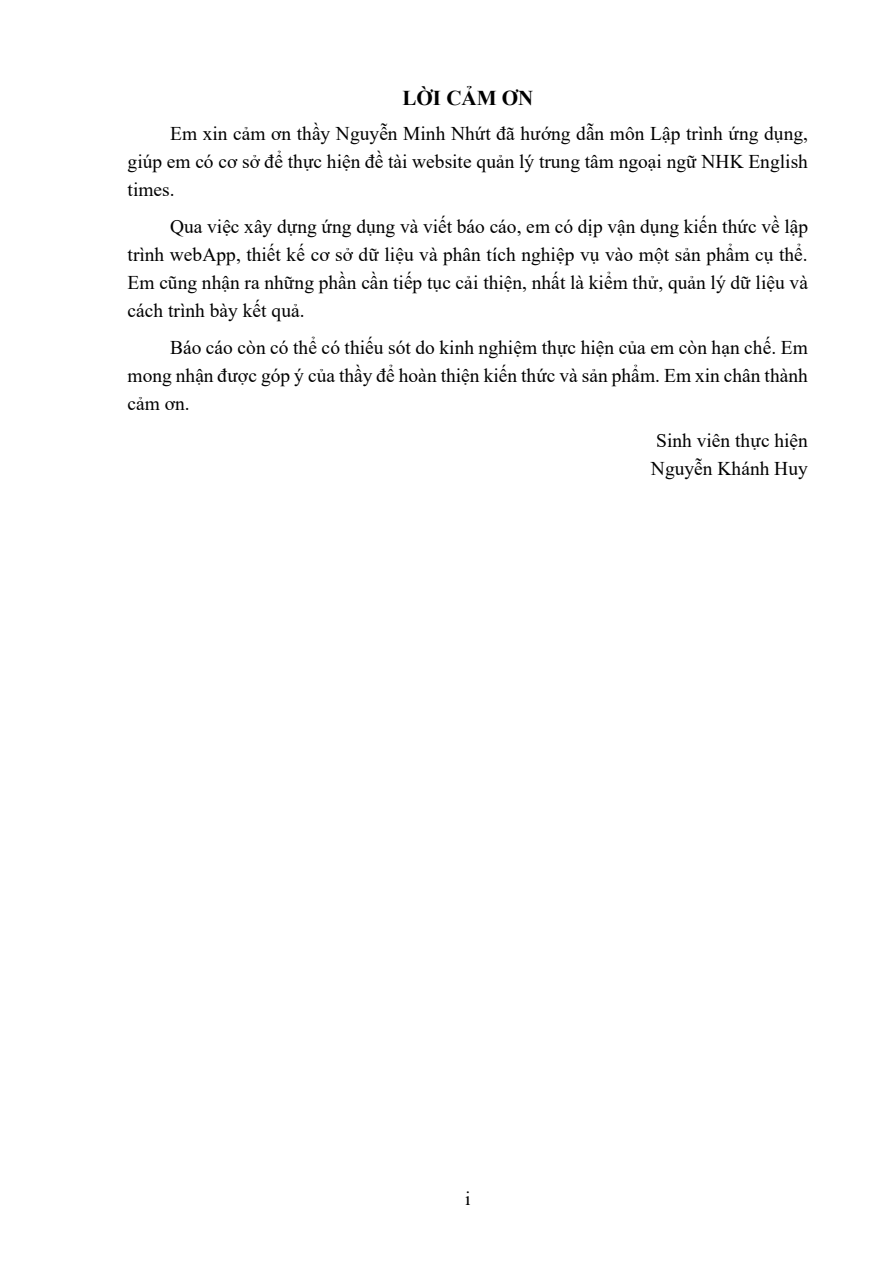 LỜI CẢM ƠN
Em xin cảm ơn thầy Nguyễn Minh Nhứt đã hướng dẫn môn Lập trình ứng dụng,
giúp em có cơ sở để thực hiện đề tài website quản lý trung tâm ngoại ngữ NHK English
times.
Qua việc xây dựng ứng dụng và viết báo cáo, em có dịp vận dụng kiến thức về lập
trình webApp, thiết kế cơ sở dữ liệu và phân tích nghiệp vụ vào một sản phẩm cụ thể.
Em cũng nhận ra những phần cần tiếp tục cải thiện, nhất là kiểm thử, quản lý dữ liệu và
cách trình bày kết quả.
Báo cáo còn có thể có thiếu sót do kinh nghiệm thực hiện của em còn hạn chế. Em
mong nhận được góp ý của thầy để hoàn thiện kiến thức và sản phẩm. Em xin chân thành
cảm ơn.
Sinh viên thực hiện
Nguyễn Khánh Huy
i